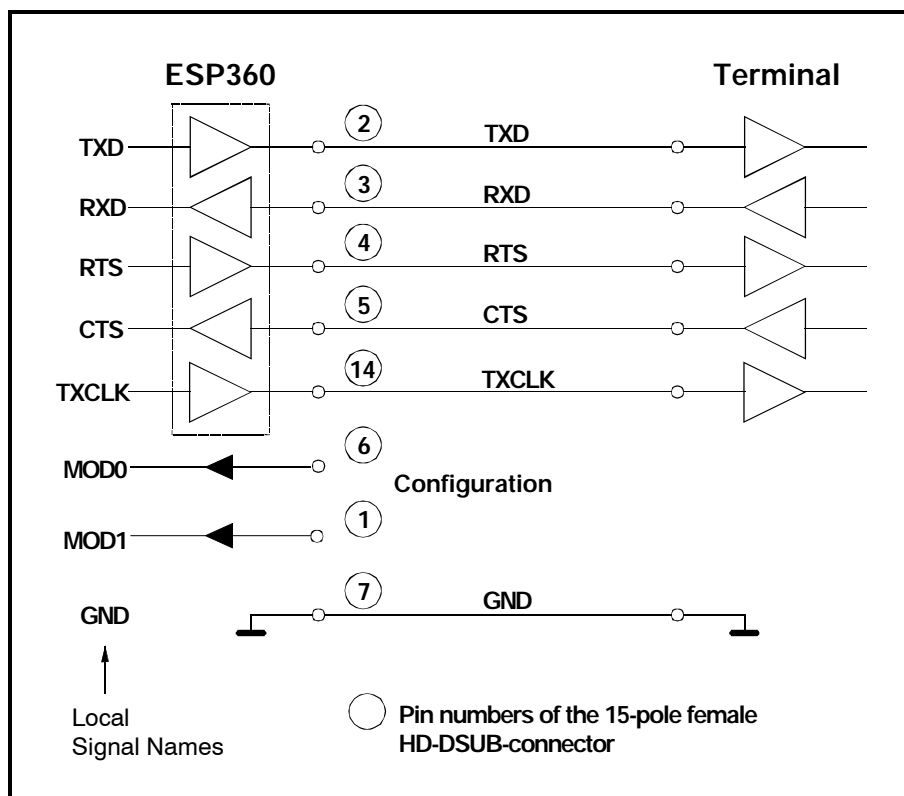 ESP360
Terminal
TXD
2
TXD
RXD
3
RXD
RTS
4
RTS
CTS
5
CTS
TXCLK
14
TXCLK
MOD0
6
Configuration
MOD1
1
GND
7
GND
Local
Signal Names
Pin numbers of the 15-pole female
HD-DSUB-connector